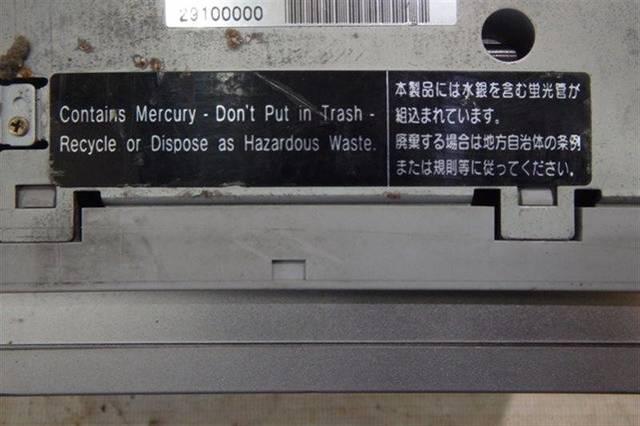 29100000
Contains Mercury - Don't Put in Trash -
Recycle or Dispose as Hazardous Waste.
本製品には水銀を含む蛍光管が
組込まれています。
廃棄する場合は地方自治体の条例
または規則等に従ってください。